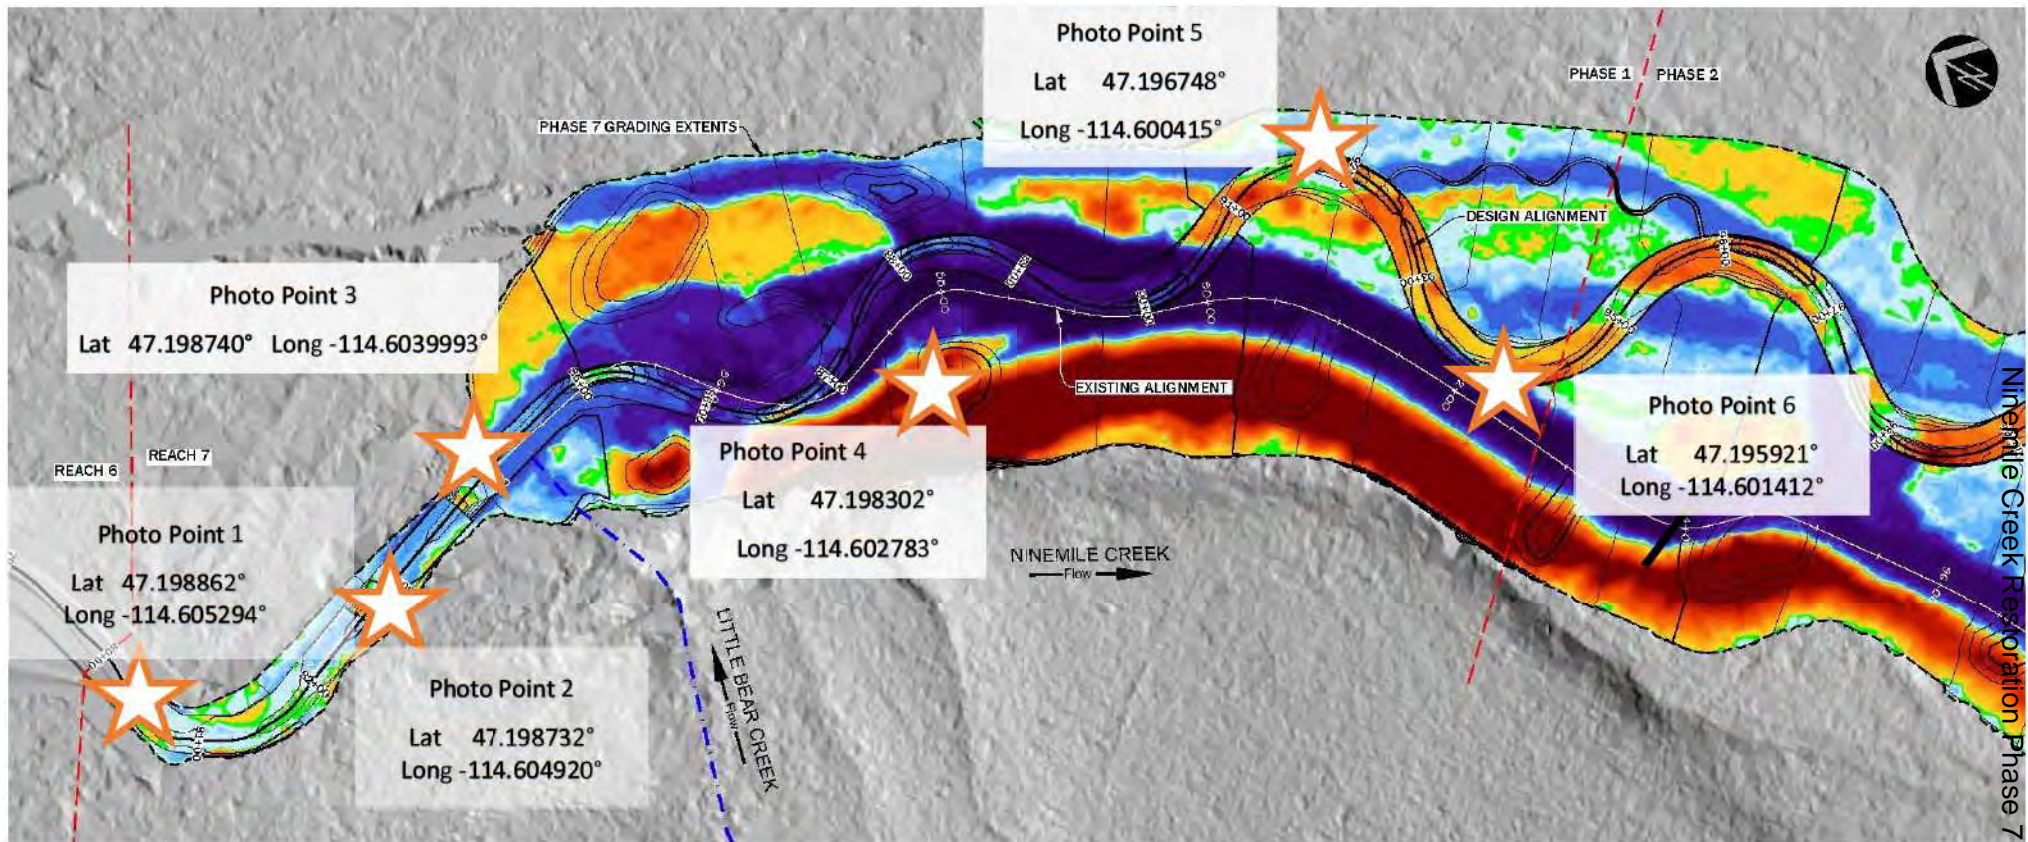 Photo Point 5
Lat 47.196748°
Long -114.600415°
PHASE 1
PHASE 2
PHASE 7 GRADING EXTENTS
DESIGN ALIGNMENT
Photo Point 3
Lat 47.198740° Long -114.6039993°
EXISTING ALIGNMENT
REACH 6
REACH 7
Photo Point 4
Lat 47.198302°
Long -114.602783°
Photo Point 6
Lat 47.195921°
Long -114.601412°
Photo Point 1
Lat 47.198862°
Long -114.605294°
NINEMILE CREEK
Flow
LITTLE BEAR CREEK
Flow
Photo Point 2
Lat 47.198732°
Long -114.604920°
Ninemile Creek Restoration Phase 7